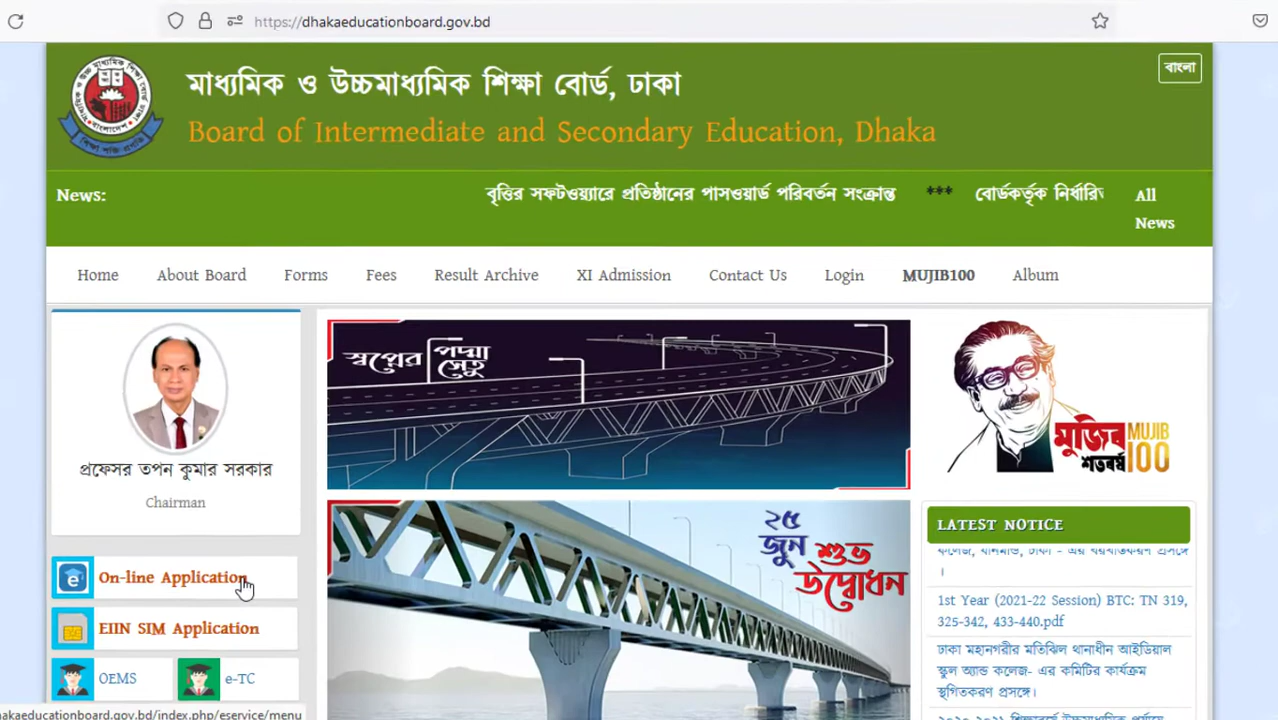 https://dhakaeducationboard.gov.bd
মাধ্যমিক ও উচ্চমাধ্যমিক শিক্ষা বোর্ড, ঢাকা
বাংলা
Board of Intermediate and Secondary Education, Dhaka
News:
বৃত্তির সফটওয়্যারে প্রতিষ্ঠানের পাসওয়ার্ড পরিবর্তন সংক্রান্ত *** বোর্ডকর্তৃক
All
News
Home About Board Forms Fees Result Archive XI Admission Contact Us Login MUJIB100 Album
প্রফেসর তপন কুমার সরকার
Chairman
On-line Application
EIIN SIM Application
OEMS e-TC
স্বপ্নের পদ্মা
সেতু
২৫
জুন শুভ
উদ্বোধন
মুজিব MUJIB
শতবর্ষ 100
LATEST NOTICE
1st Year (2021-22 Session) BTC: TN 319,
325-342, 433-440.pdf
ঢাকা মহানগরীর মতিঝিল থানাধীন আইডিয়াল
স্কুল অ্যান্ড কলেজ- এর কমিটির কার্যক্রম
স্থগিতকরণ প্রসঙ্গে।
akaeducationboard.gov.bd/index.php/eservice/menu